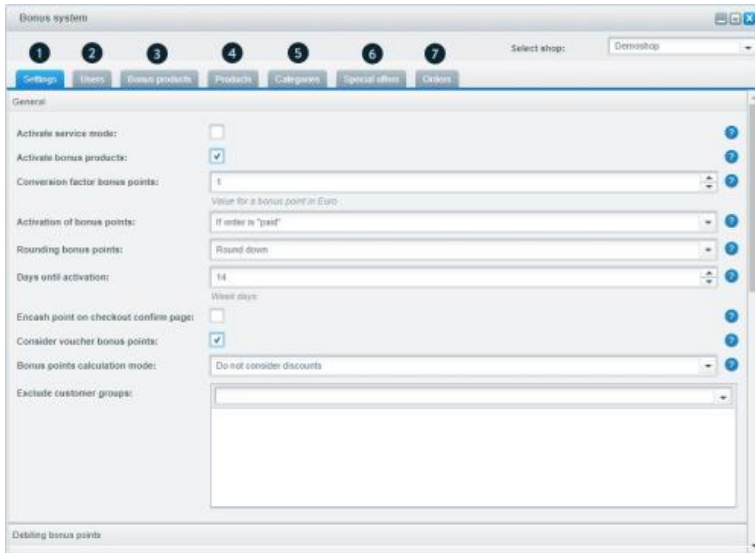 Bonus system
1 2 3 4 5 6 7
Select shop: Demoshop
Settings Users Bonus products Products Categories Special offers Orders
General
Activate service mode:
Activate bonus products:
Conversion factor bonus points: 1
Value for a bonus point in Euro
Activation of bonus points: If order is "paid"
Rounding bonus points: Round down
Days until activation: 14
Week days
Encash point on checkout confirm page:
Consider voucher bonus points:
Bonus points calculation mode: Do not consider discounts
Exclude customer groups:
Debiting bonus points